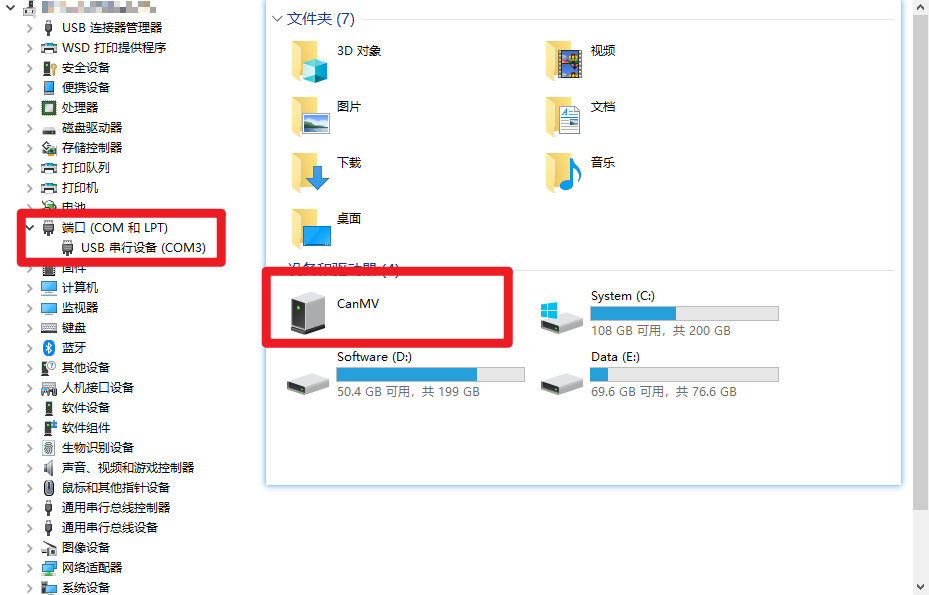 USB 连接器管理器
WSD 打印提供程序
安全设备
便携设备
处理器
磁盘驱动器
存储控制器
打印队列
打印机
电池
端口 (COM 和 LPT)
USB 串行设备 (COM3)
固件
计算机
监视器
键盘
蓝牙
其他设备
人机接口设备
软件设备
软件组件
生物识别设备
声音、视频和游戏控制器
鼠标和其他指针设备
通用串行总线控制器
通用串行总线设备
图像设备
网络适配器
系统设备
文件夹 (7)
3D 对象
视频
图片
文档
下载
音乐
桌面
设备和驱动器 (4)
CanMV
System (C:)
108 GB 可用，共 200 GB
Software (D:)
50.4 GB 可用，共 199 GB
Data (E:)
69.6 GB 可用，共 76.6 GB